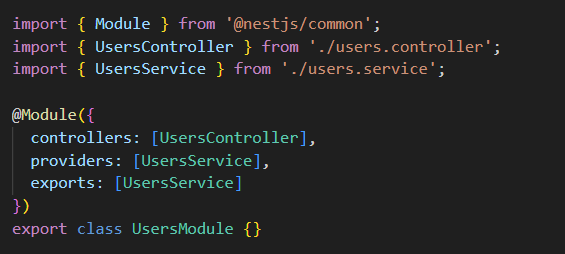 import { Module } from '@nestjs/common';
import { UsersController } from './users.controller';
import { UsersService } from './users.service';
@Module({
  controllers: [UsersController],
  providers: [UsersService],
  exports: [UsersService]
})
export class UsersModule {}